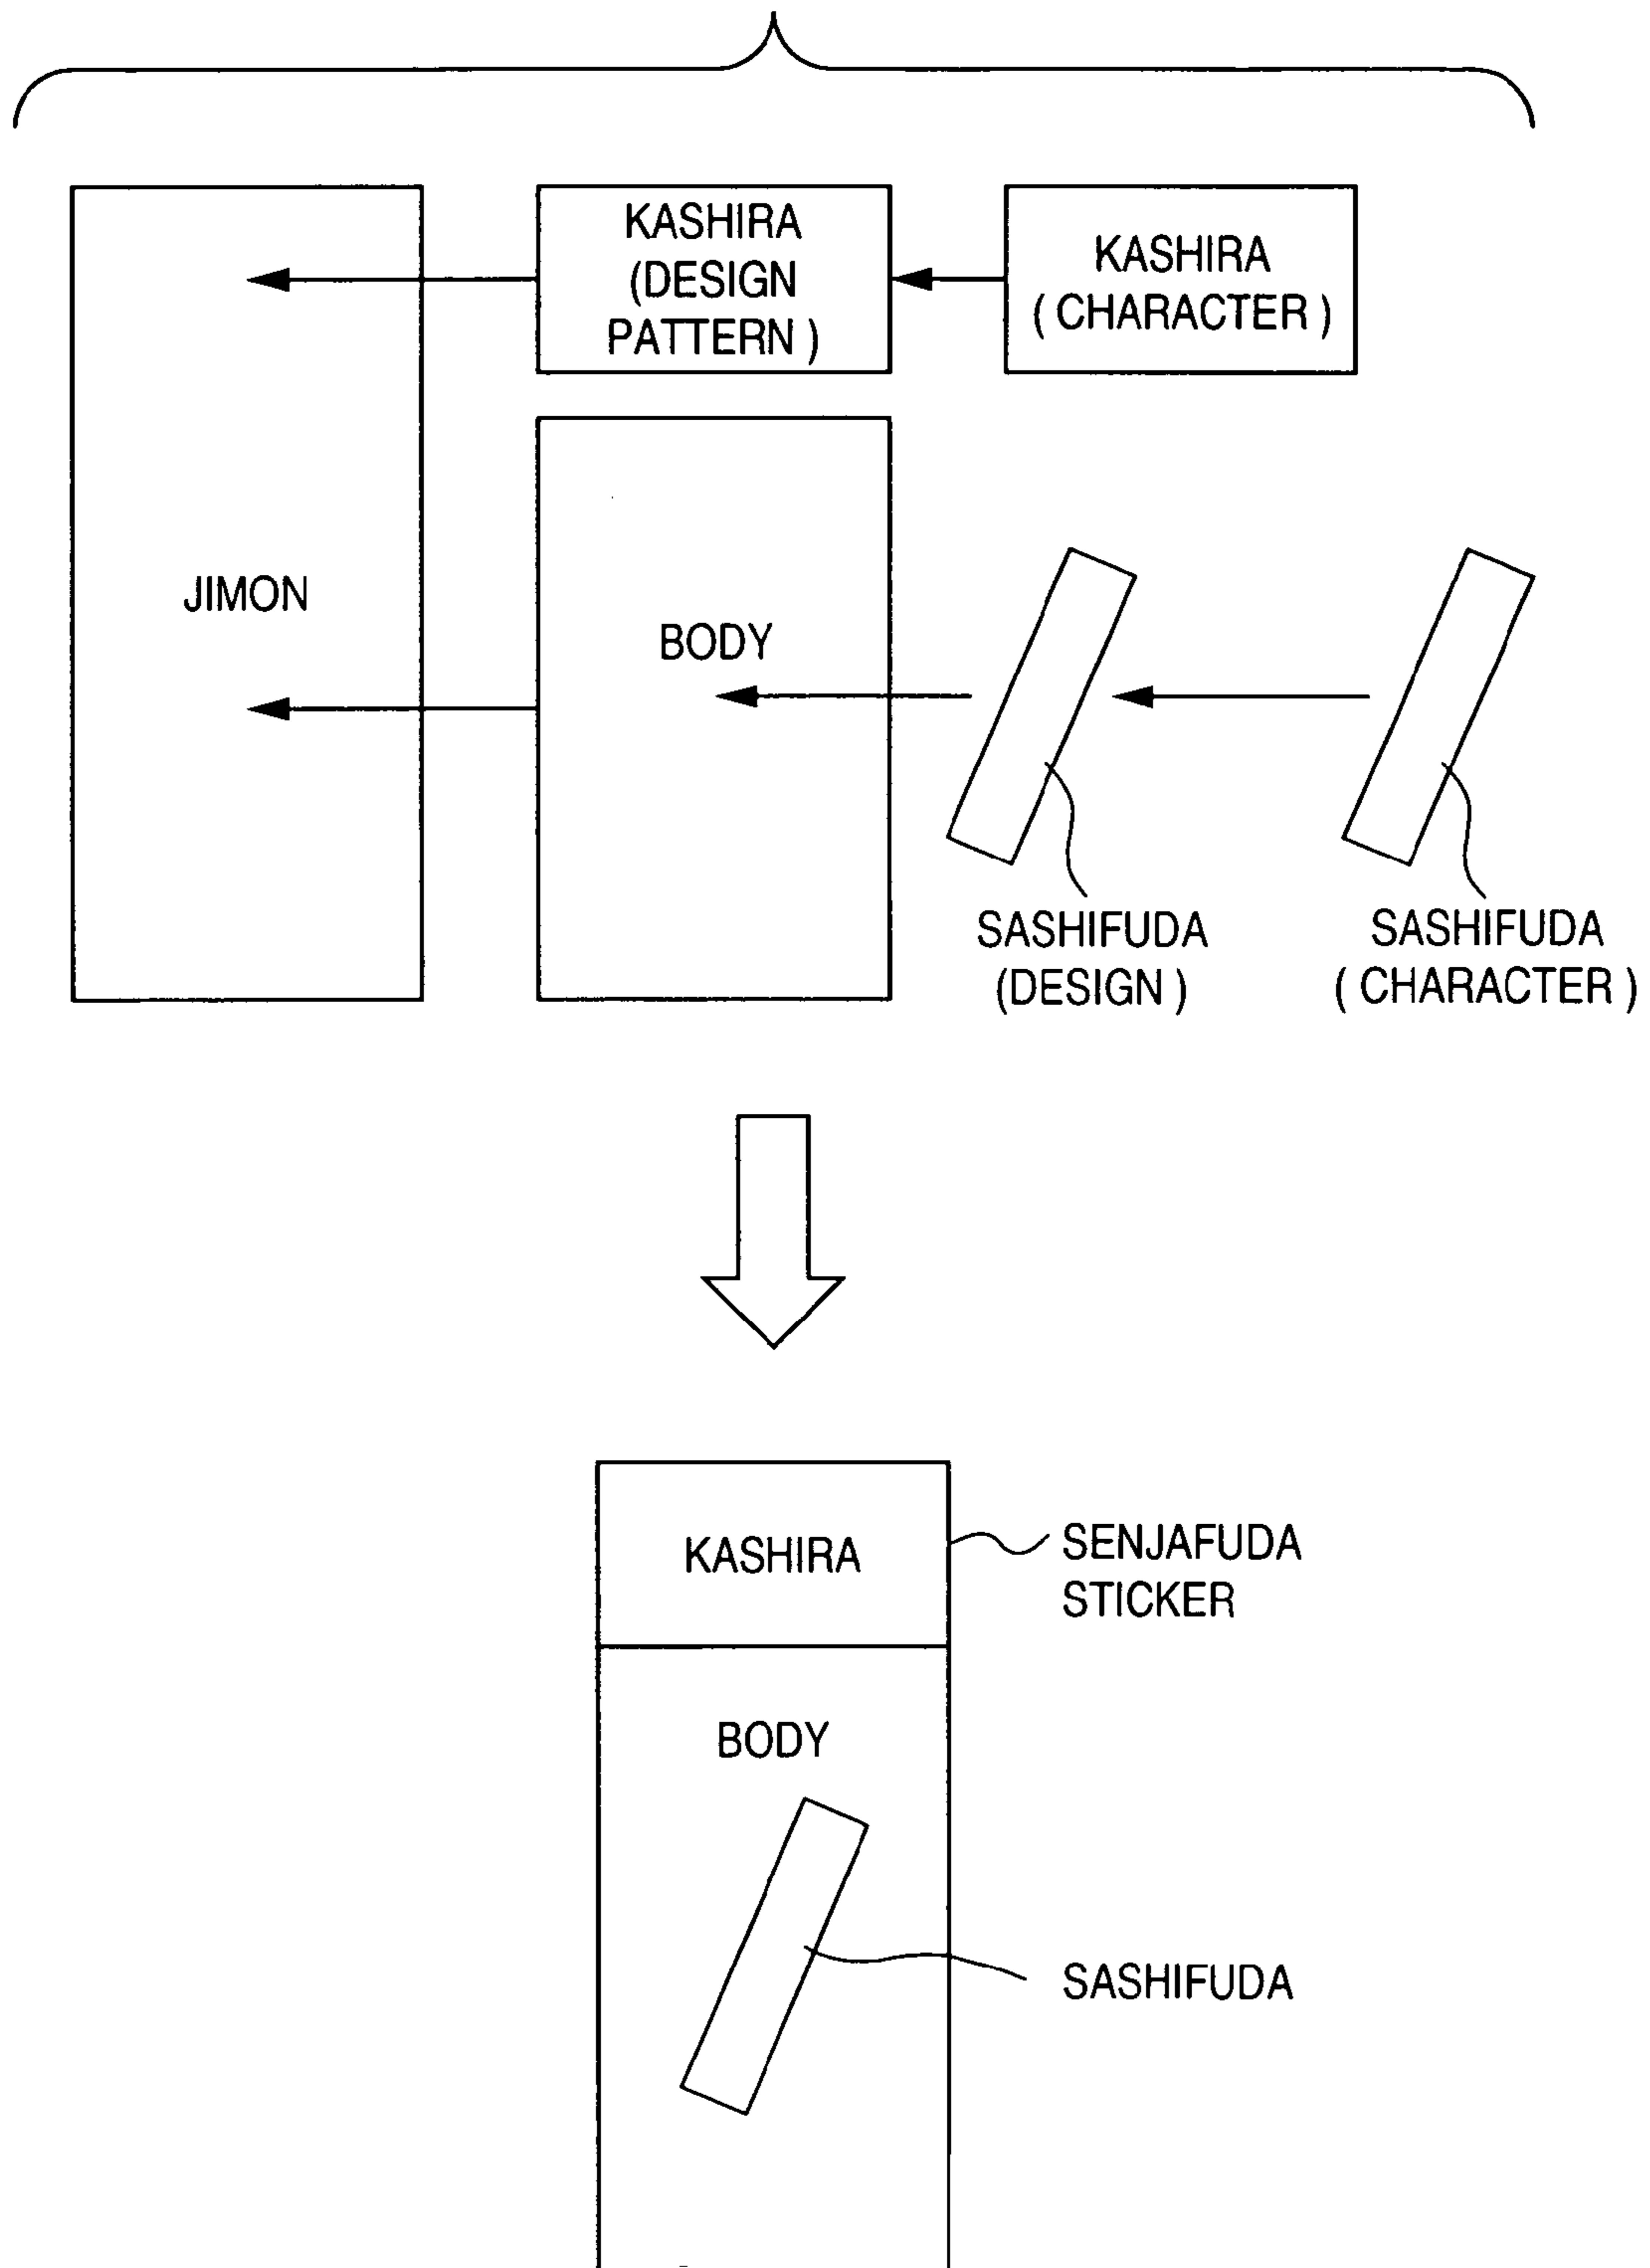 KASHIRA
(DESIGN
PATTERN )
KASHIRA
( CHARACTER )
JIMON
BODY
SASHIFUDA
(DESIGN )
SASHIFUDA
( CHARACTER )
KASHIRA
SENJAFUDA
STICKER
BODY
SASHIFUDA